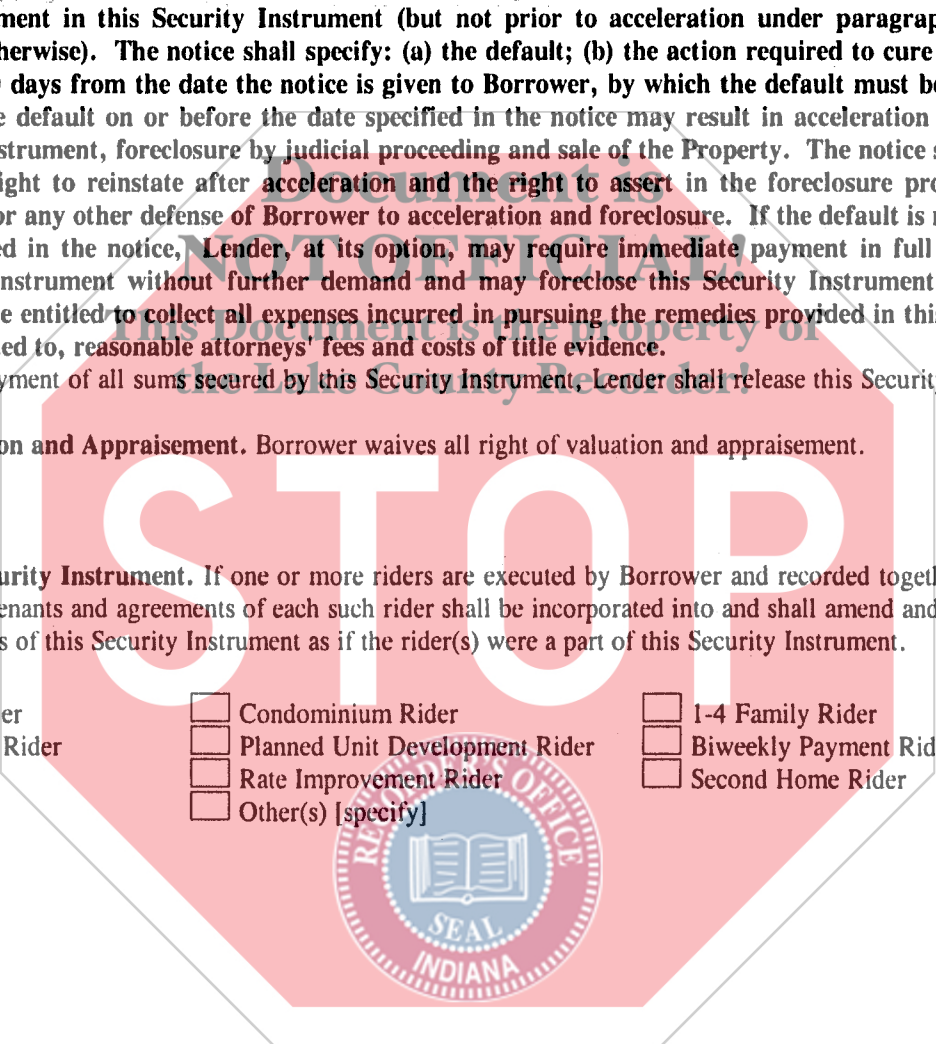 ment in this Security Instrument (but not prior to acceleration under paragrap
herwise). The notice shall specify: (a) the default; (b) the action required to cure
days from the date the notice is given to Borrower, by which the default must be
e default on or before the date specified in the notice may result in acceleration
strument, foreclosure by judicial proceeding and sale of the Property. The notice s
ight to reinstate after acceleration and the right to assert in the foreclosure pro
or any other defense of Borrower to acceleration and foreclosure. If the default is n
ed in the notice, Lender, at its option, may require immediate payment in full
nstrument without further demand and may foreclose this Security Instrument
e entitled to collect all expenses incurred in pursuing the remedies provided in this
ed to, reasonable attorneys' fees and costs of title evidence.
yment of all sums secured by this Security Instrument, Lender shall release this Security
Document is
NOT OFFICIAL!
This Document is the property of
the Lake County Recorder!
on and Appraisement. Borrower waives all right of valuation and appraisement.
STOP
urity Instrument. If one or more riders are executed by Borrower and recorded togeth
enants and agreements of each such rider shall be incorporated into and shall amend and
s of this Security Instrument as if the rider(s) were a part of this Security Instrument.
er Condominium Rider 1-4 Family Rider
Rider Planned Unit Development Rider Biweekly Payment Rid
Rate Improvement Rider Second Home Rider
Other(s) [specify]
RECORDER'S OFFICE
SEAL
INDIANA